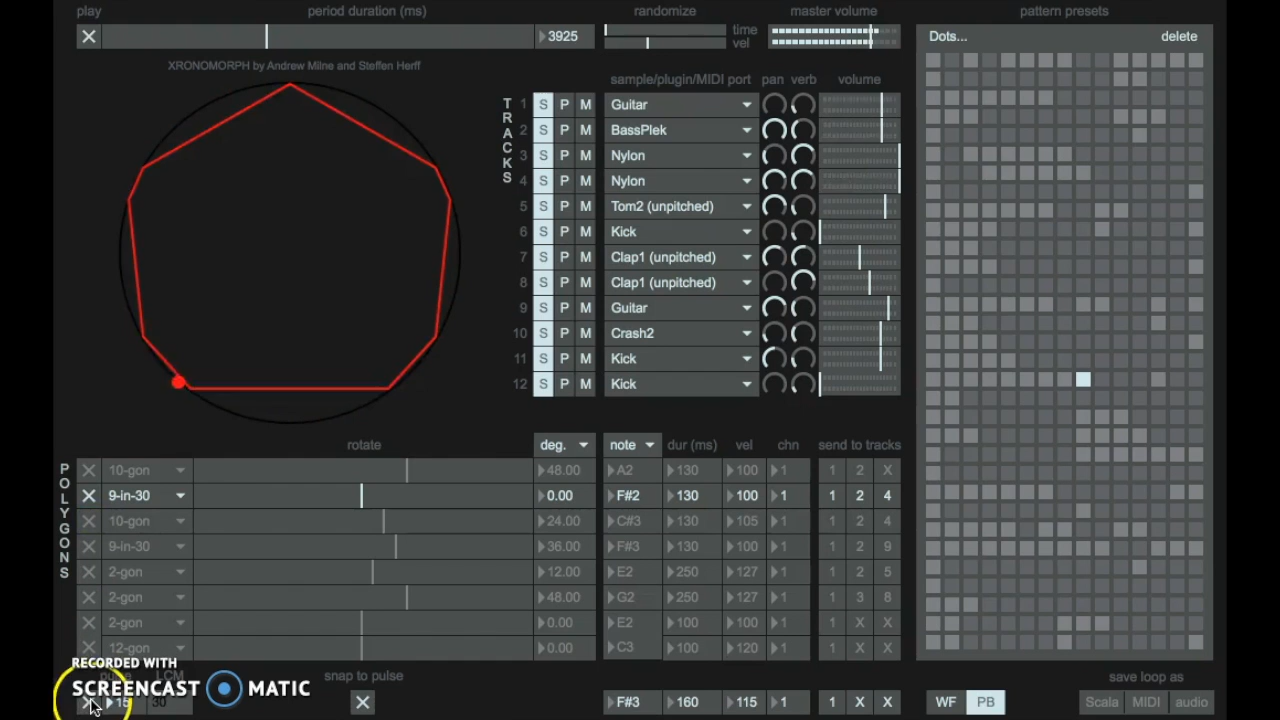 play period duration (ms) randomize master volume pattern presets
3925 time Dots... delete
vel
XRONOMORPH by Andrew Milne and Steffen Herff
sample/plugin/MIDI port pan verb volume
TRACKS
1 S P M Guitar
2 S P M BassPlek
3 S P M Nylon
4 S P M Nylon
5 S P M Tom2 (unpitched)
6 S P M Kick
7 S P M Clap1 (unpitched)
8 S P M Clap1 (unpitched)
9 S P M Guitar
10 S P M Crash2
11 S P M Kick
12 S P M Kick
rotate deg. note dur (ms) vel chn send to tracks
POLYGONS
X 10-gon 48.00 A2 130 100 1 1 2 X
X 9-in-30 0.00 F#2 130 100 1 1 2 4
X 10-gon 24.00 C#3 130 105 1 1 2 4
X 9-in-30 36.00 F#3 130 100 1 1 2 9
X 2-gon 12.00 E2 250 127 1 1 2 5
X 2-gon 48.00 G2 250 127 1 1 3 8
X 2-gon 0.00 E2 100 100 1 1 X X
X 12-gon 0.00 C3 100 120 1 1 X X
RECORDED WITH
SCREENCAST MATIC
pulse LCM snap to pulse save loop as
15 30 X F#3 160 115 1 1 X X WF PB Scala MIDI audio